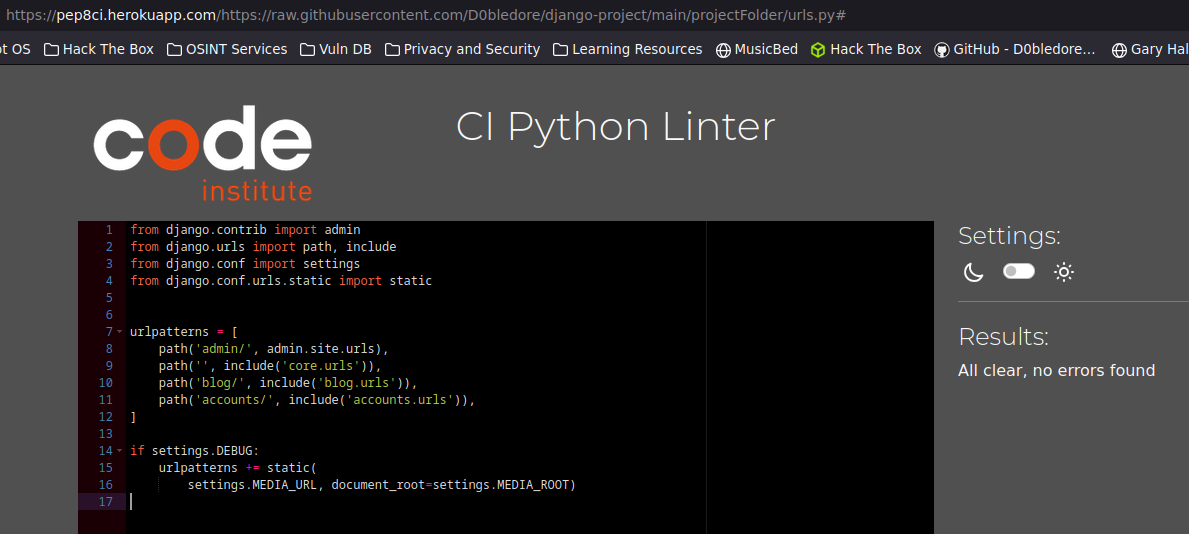 https://pep8ci.herokuapp.com/https://raw.githubusercontent.com/D0bledore/django-project/main/projectFolder/urls.py#
ot OS Hack The Box OSINT Services Vuln DB Privacy and Security Learning Resources MusicBed Hack The Box GitHub - D0bledore... Gary Hal
code
institute
CI Python Linter
1 from django.contrib import admin
2 from django.urls import path, include
3 from django.conf import settings
4 from django.conf.urls.static import static
5
6
7 urlpatterns = [
8     path('admin/', admin.site.urls),
9     path('', include('core.urls')),
10     path('blog/', include('blog.urls')),
11     path('accounts/', include('accounts.urls')),
12 ]
13
14 if settings.DEBUG:
15     urlpatterns += static(
16         settings.MEDIA_URL, document_root=settings.MEDIA_ROOT)
17
Settings:
Results:
All clear, no errors found